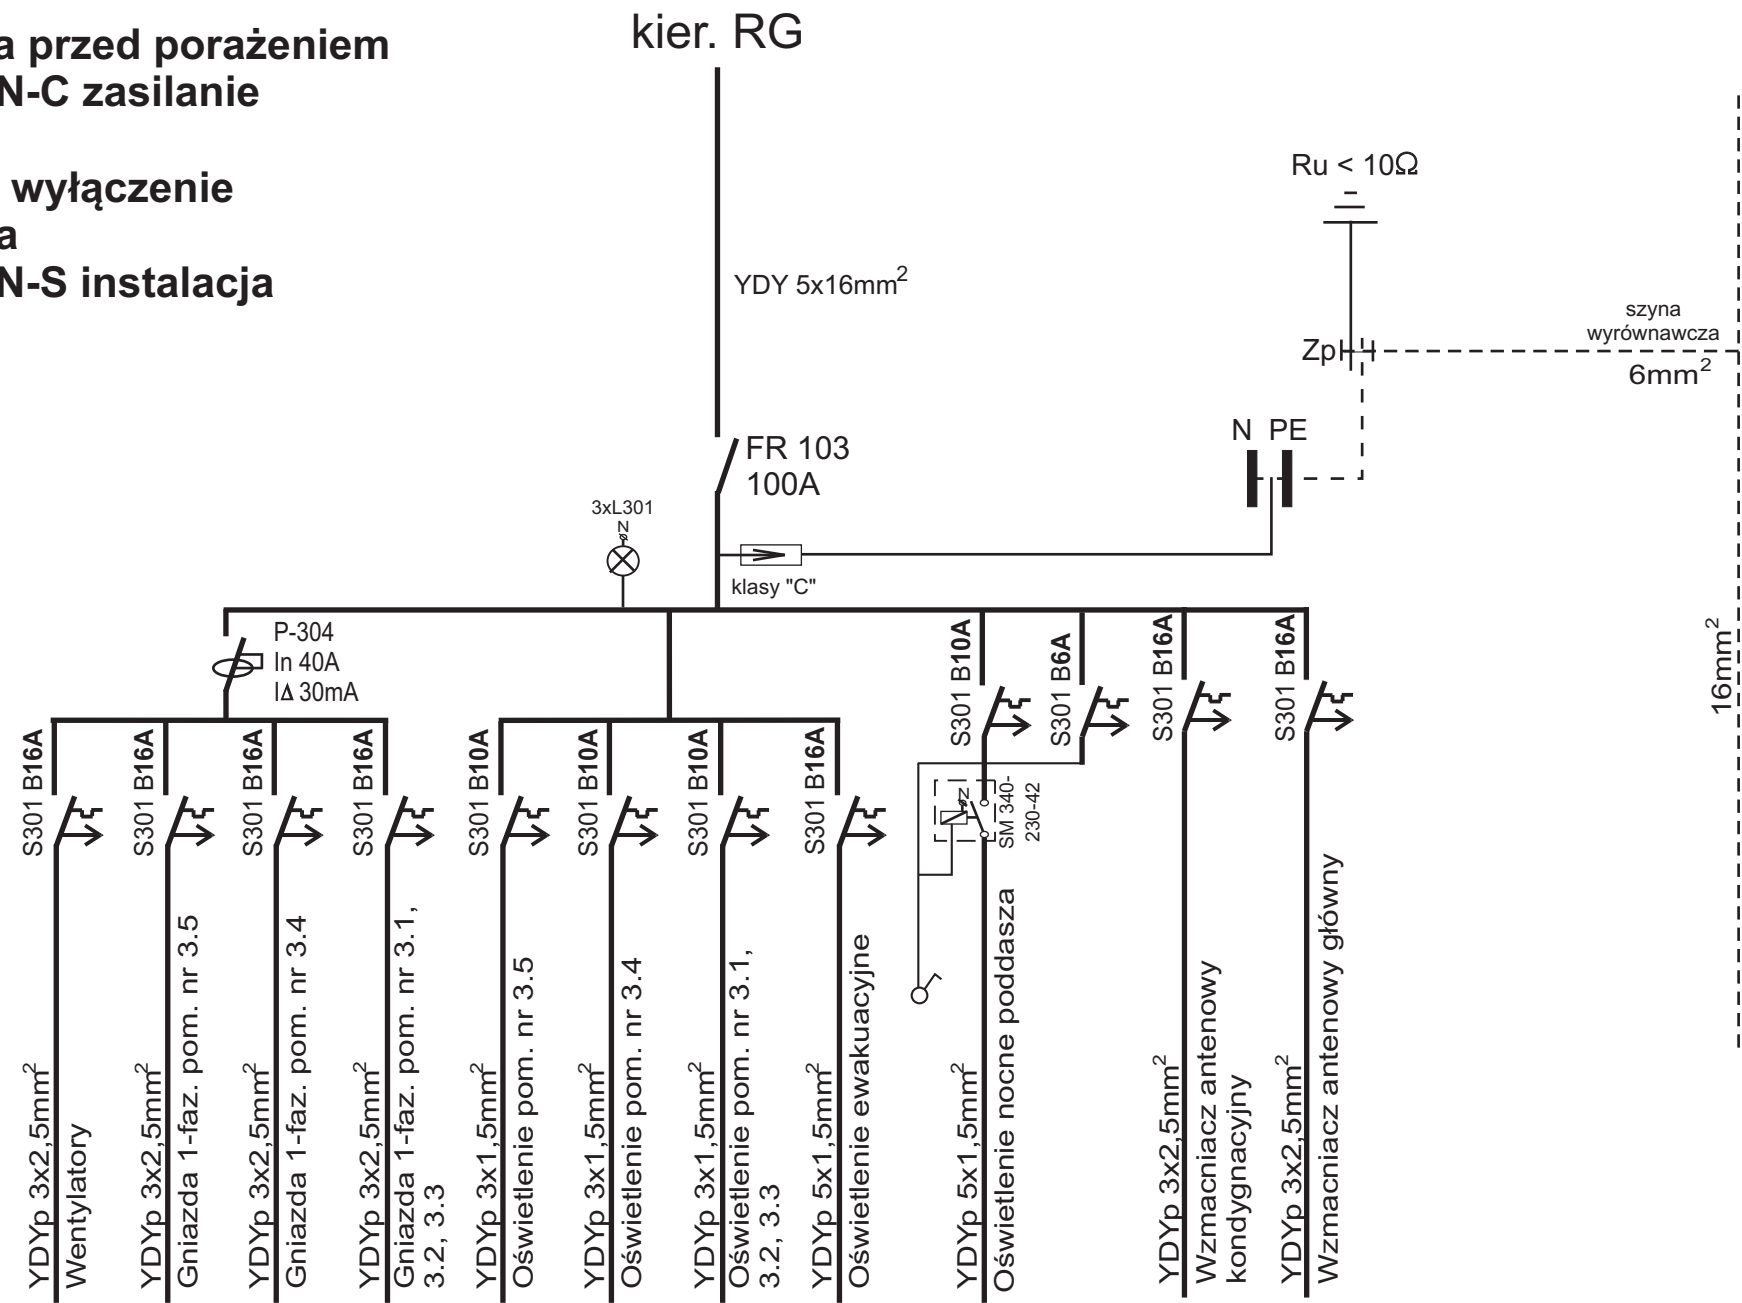 a przed porażeniem
N-C zasilanie
wyłączenie
a
N-S instalacja
kier. RG
YDY 5x16mm²
Ru < 10Ω
szyna
wyrównawcza
6mm²
Zp
N PE
16mm²
FR 103
100A
3xL301
N
klasy "C"
P-304
In 40A
IΔ 30mA
S301 B16A
S301 B16A
S301 B16A
S301 B16A
S301 B10A
S301 B10A
S301 B10A
S301 B16A
S301 B10A
S301 B6A
S301 B16A
S301 B16A
N
SM 340-
230-42
YDYp 3x2,5mm²
Wentylatory
YDYp 3x2,5mm²
Gniazda 1-faz. pom. nr 3.5
YDYp 3x2,5mm²
Gniazda 1-faz. pom. nr 3.4
YDYp 3x2,5mm²
Gniazda 1-faz. pom. nr 3.1,
3.2, 3.3
YDYp 3x1,5mm²
Oświetlenie pom. nr 3.5
YDYp 3x1,5mm²
Oświetlenie pom. nr 3.4
YDYp 3x1,5mm²
Oświetlenie pom. nr 3.1,
3.2, 3.3
YDYp 5x1,5mm²
Oświetlenie ewakuacyjne
YDYp 5x1,5mm²
Oświetlenie nocne poddasza
YDYp 3x2,5mm²
Wzmacniacz antenowy
kondygnacyjny
YDYp 3x2,5mm²
Wzmacniacz antenowy główny